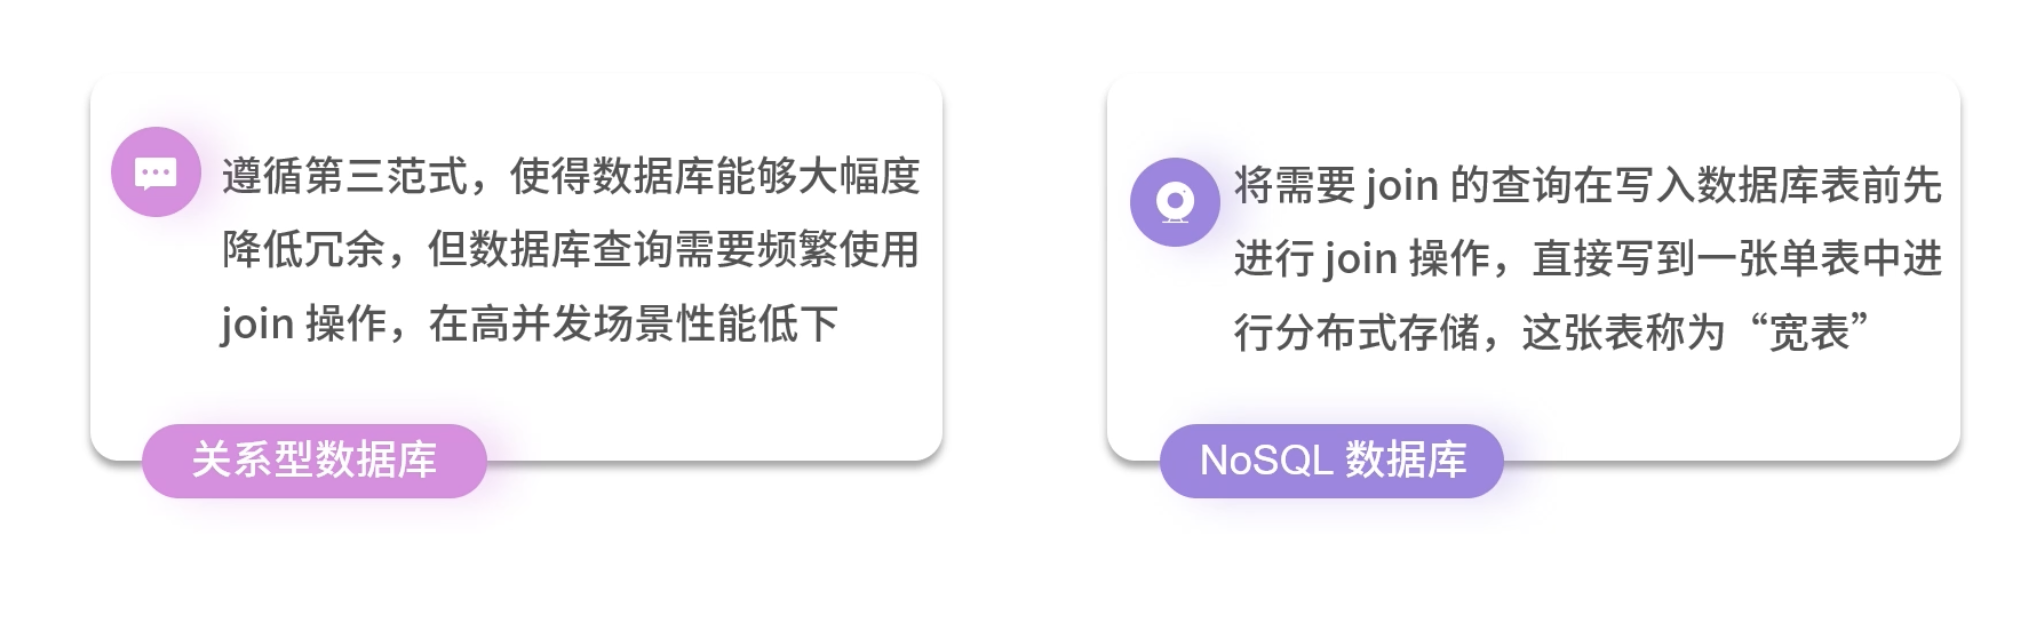 遵循第三范式，使得数据库能够大幅度
降低冗余，但数据库查询需要频繁使用
join 操作，在高并发场景性能低下
关系型数据库
将需要 join 的查询在写入数据库表前先
进行 join 操作，直接写到一张单表中进
行分布式存储，这张表称为“宽表”
NoSQL 数据库